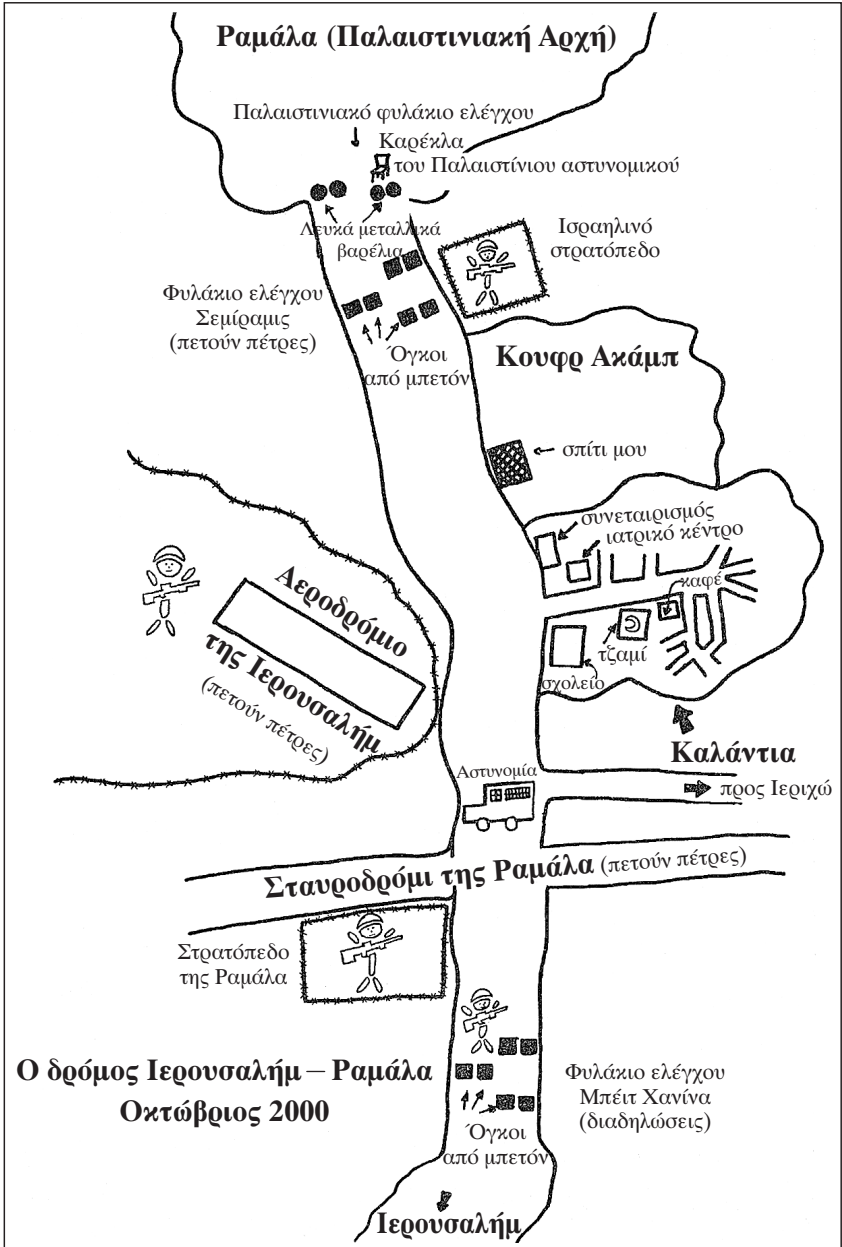 Ραμάλα (Παλαιστινιακή Αρχή)
Παλαιστινιακό φυλάκιο ελέγχου
Καρέκλα
του Παλαιστίνιου αστυνομικού
Λευκά μεταλλικά
βαρέλια
Ισραηλινό
στρατόπεδο
Φυλάκιο ελέγχου
Σεμίραμις
(πετούν πέτρες)
Όγκοι
από μπετόν
Κουφρ Ακάμπ
σπίτι μου
συνεταιρισμός
ιατρικό κέντρο
καφέ
τζαμί
σχολείο
Αεροδρόμιο
της Ιερουσαλήμ
(πετούν πέτρες)
Καλάντια
Αστυνομία
προς Ιεριχώ
Σταυροδρόμι της Ραμάλα (πετούν πέτρες)
Στρατόπεδο
της Ραμάλα
Ο δρόμος Ιερουσαλήμ – Ραμάλα
Οκτώβριος 2000
Φυλάκιο ελέγχου
Μπέιτ Χανίνα
(διαδηλώσεις)
Όγκοι
από μπετόν
Ιερουσαλήμ